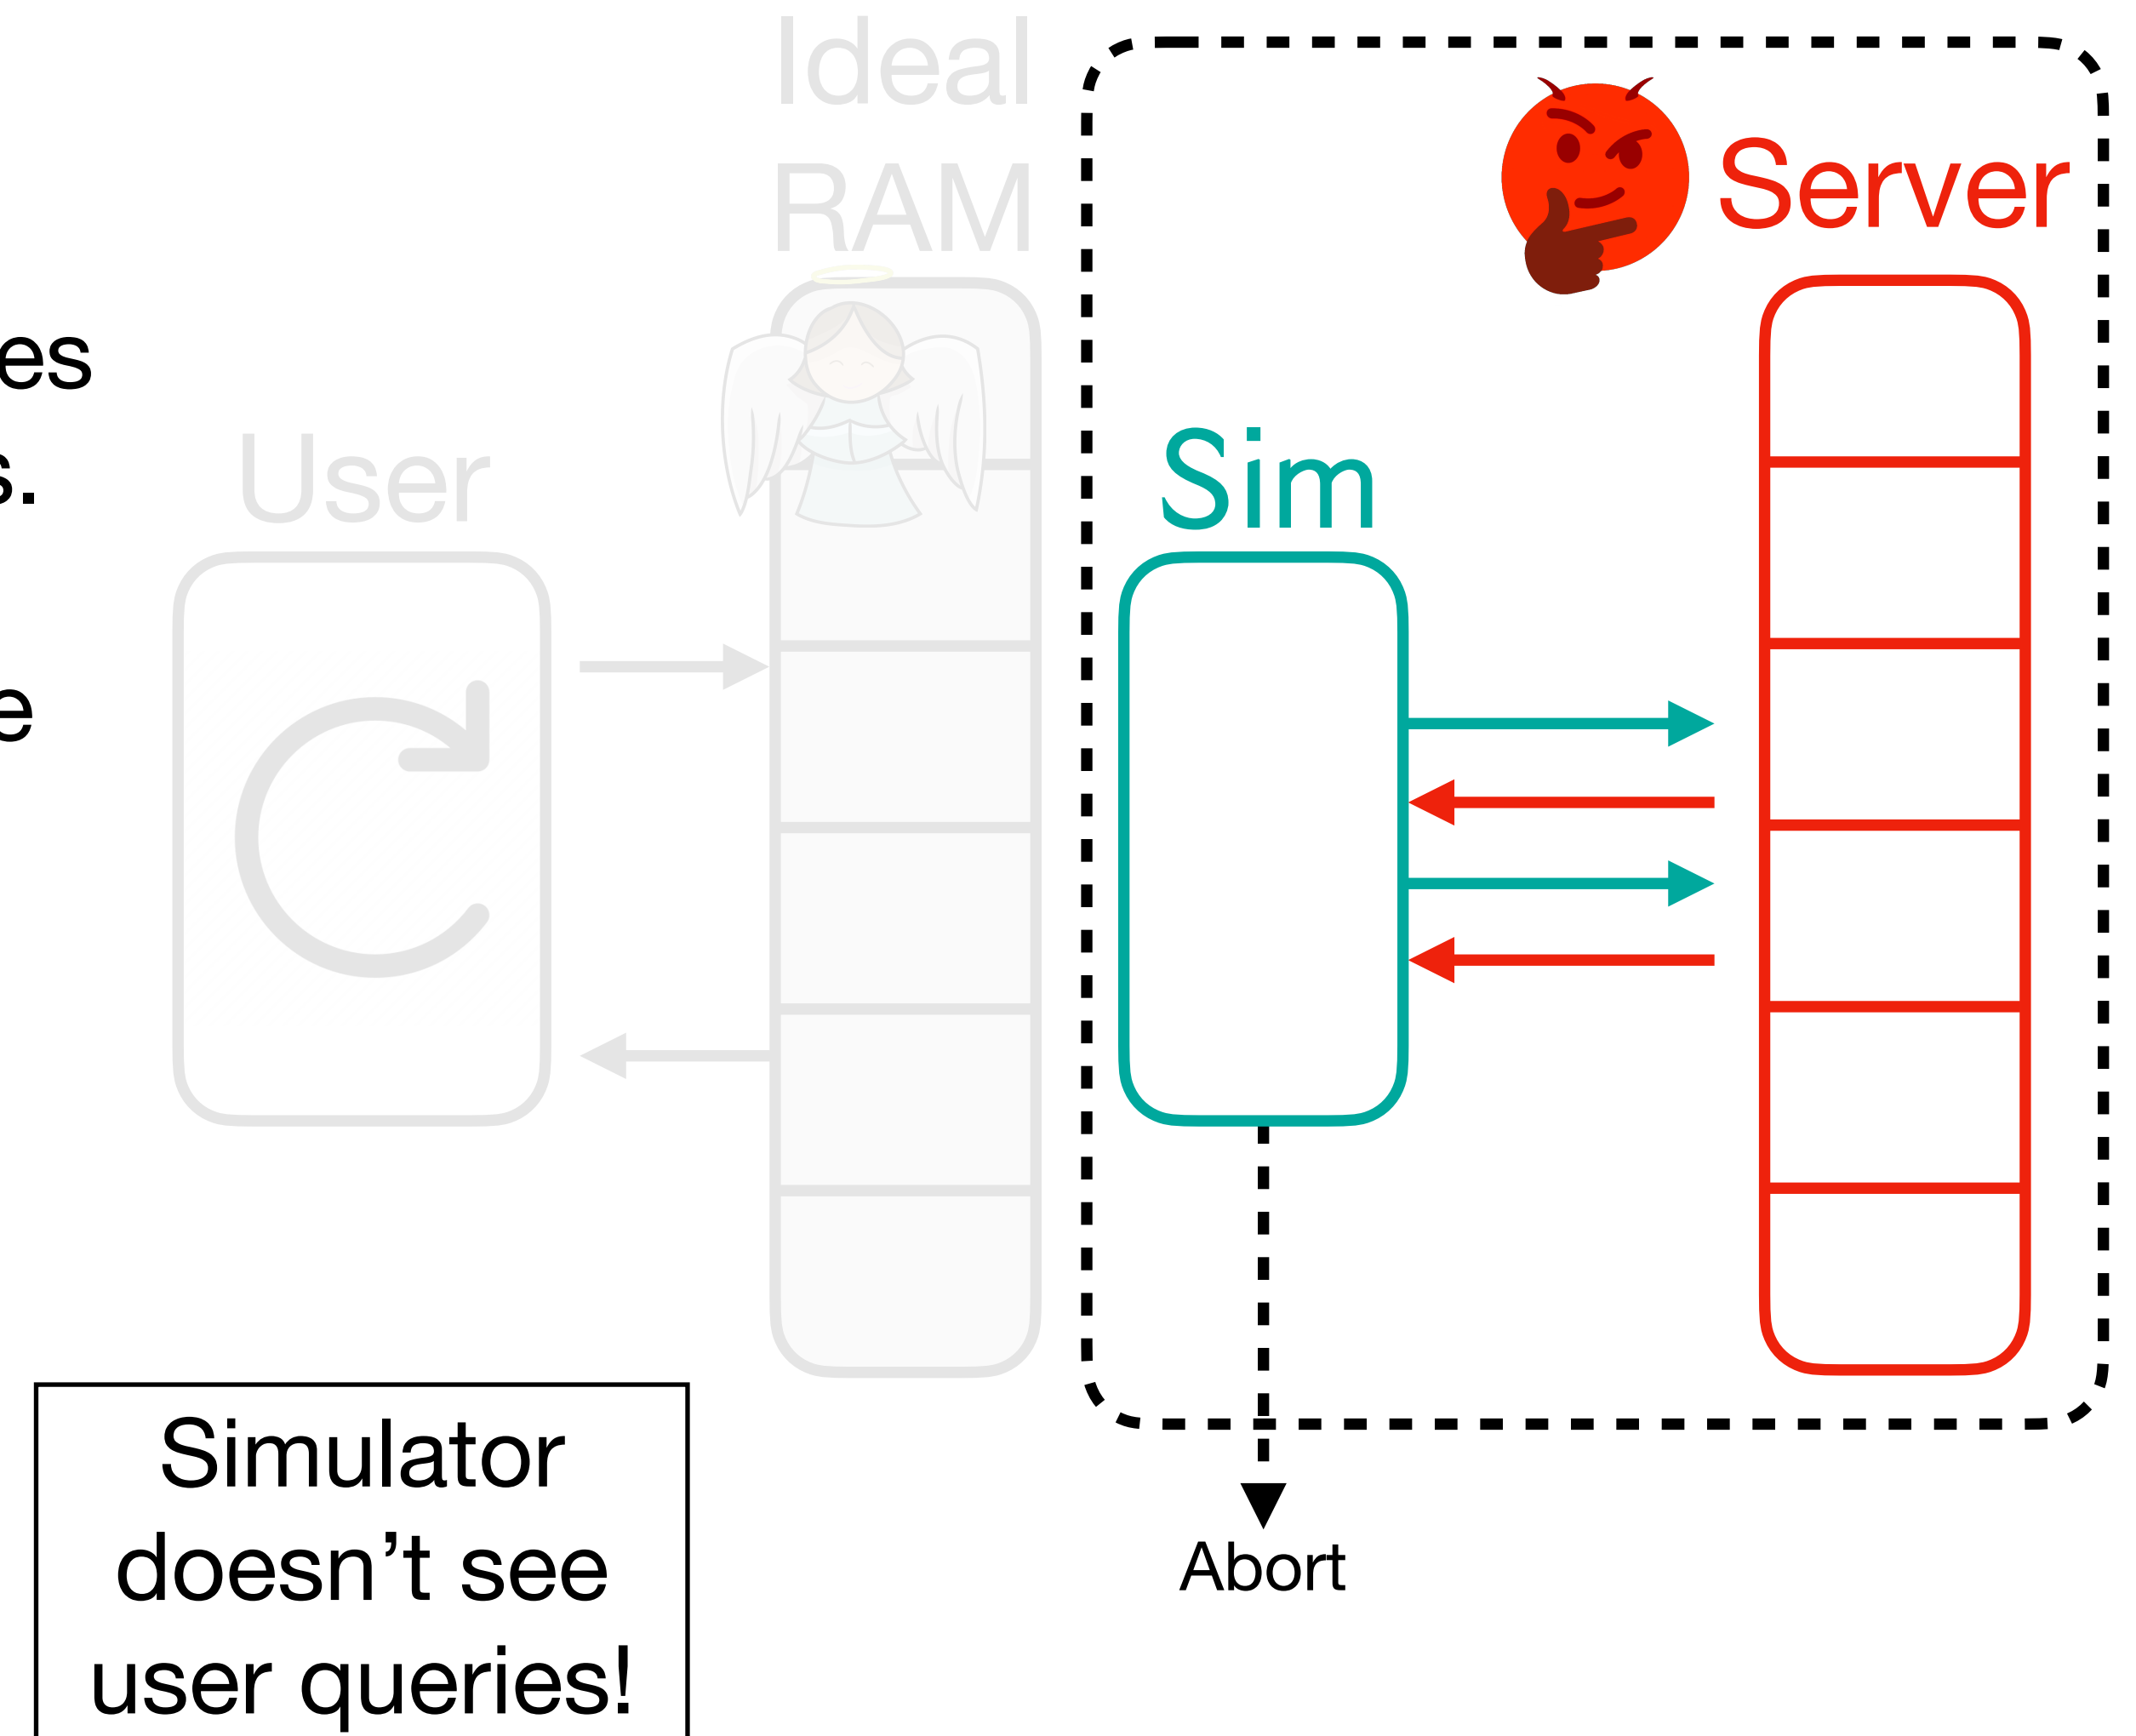 Ideal
RAM
Server
es
User
s.
Sim
e
Simulator
doesn’t see
user queries!
Abort